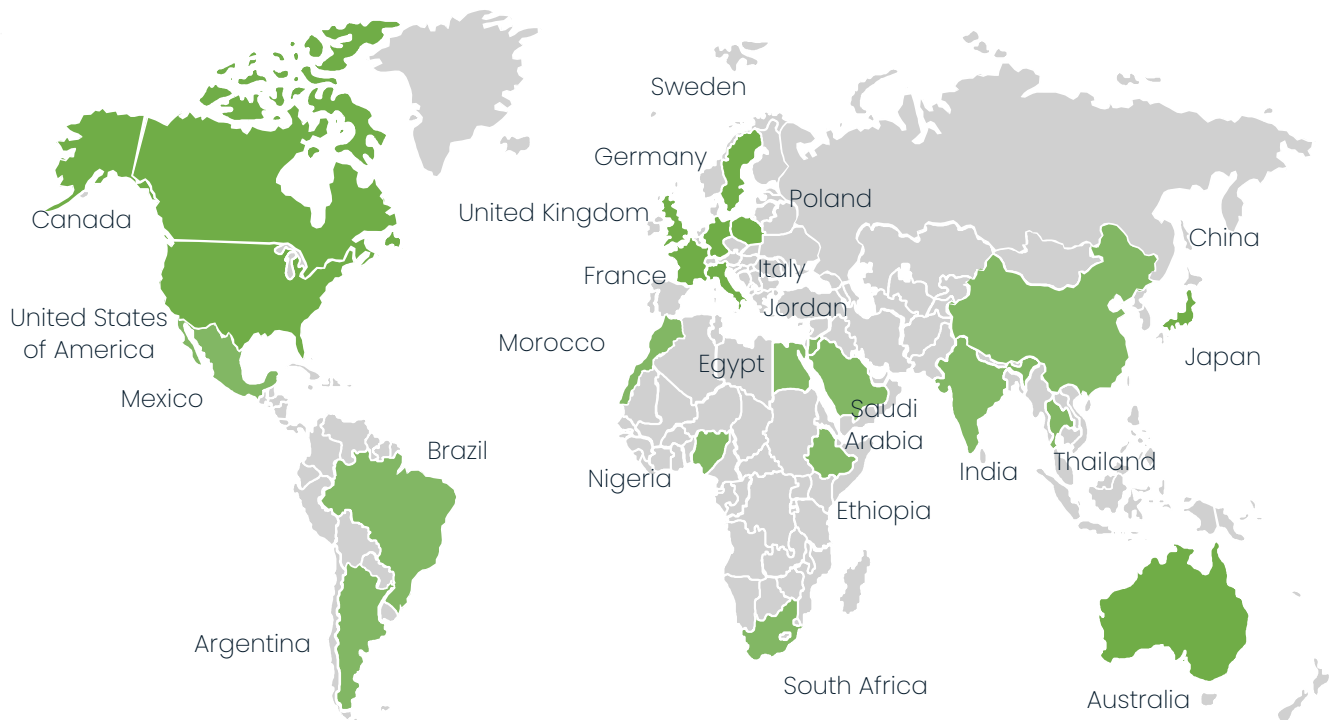 Sweden
Germany
Poland
Canada
United Kingdom
China
France
Italy
Jordan
United States
of America
Morocco
Egypt
Japan
Mexico
Saudi
Arabia
Brazil
Nigeria
India
Thailand
Ethiopia
Argentina
South Africa
Australia